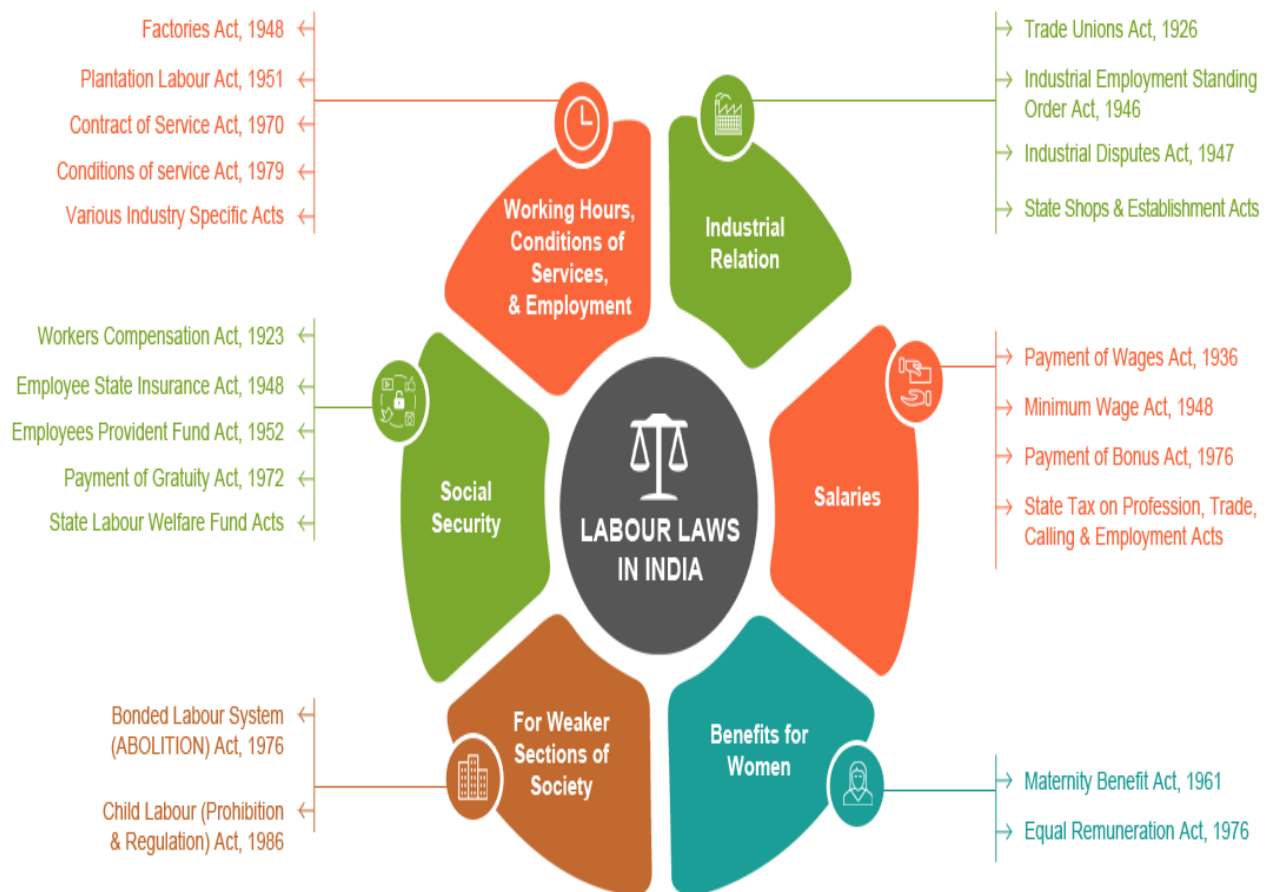 Factories Act, 1948
Plantation Labour Act, 1951
Contract of Service Act, 1970
Conditions of service Act, 1979
Various Industry Specific Acts
Working Hours,
Conditions of
Services,
& Employment
Trade Unions Act, 1926
Industrial Employment Standing
Order Act, 1946
Industrial Disputes Act, 1947
State Shops & Establishment Acts
Industrial
Relation
Workers Compensation Act, 1923
Employee State Insurance Act, 1948
Employees Provident Fund Act, 1952
Payment of Gratuity Act, 1972
State Labour Welfare Fund Acts
Social
Security
LABOUR LAWS
IN INDIA
Salaries
Payment of Wages Act, 1936
Minimum Wage Act, 1948
Payment of Bonus Act, 1976
State Tax on Profession, Trade,
Calling & Employment Acts
Bonded Labour System
(ABOLITION) Act, 1976
Child Labour (Prohibition
& Regulation) Act, 1986
For Weaker
Sections of
Society
Benefits for
Women
Maternity Benefit Act, 1961
Equal Remuneration Act, 1976